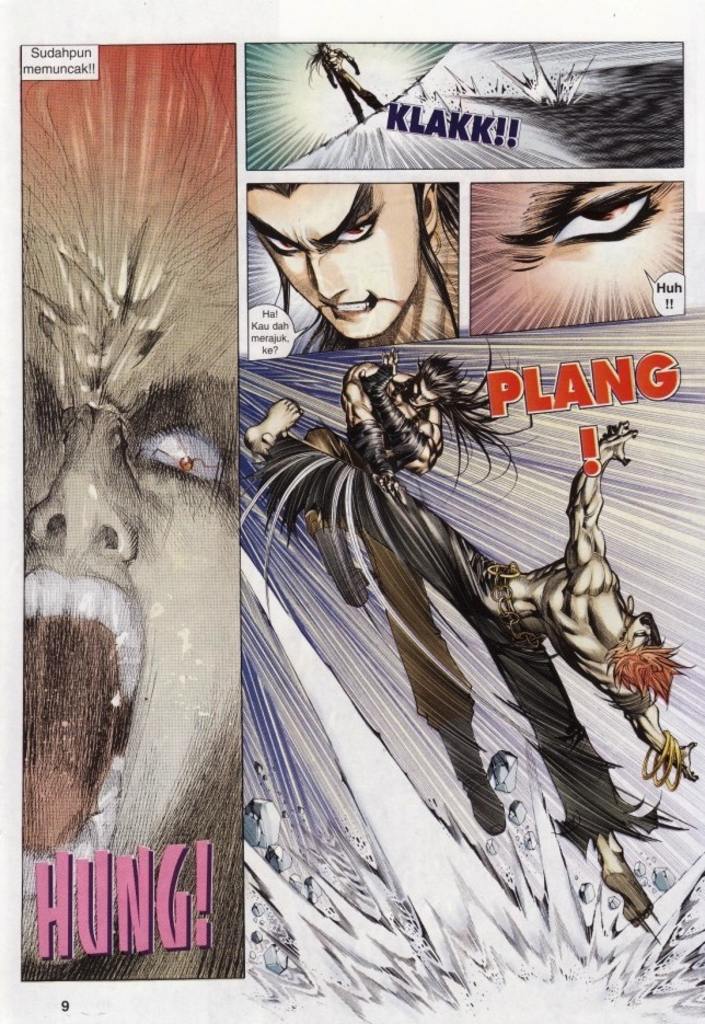 Sudahpun
memuncak!!
HUNG!
KLAKK!!
Ha!
Kau dah
merajuk,
ke?
Huh
!!
PLANG
!
9